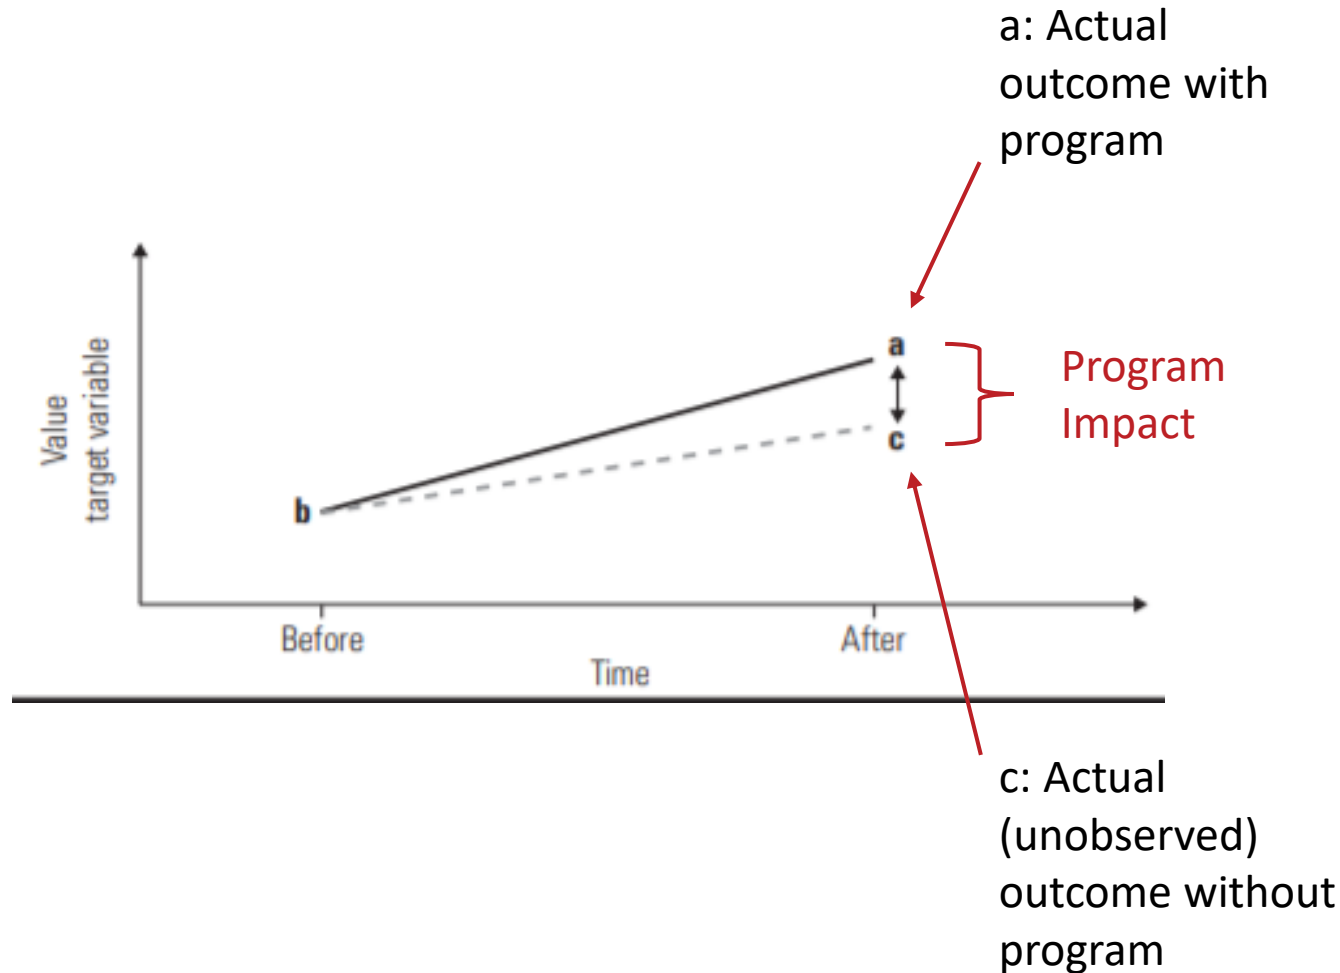 a: Actual
outcome with
program
Value
target variable
a
c
b
Program
Impact
Before
After
Time
c: Actual
(unobserved)
outcome without
program